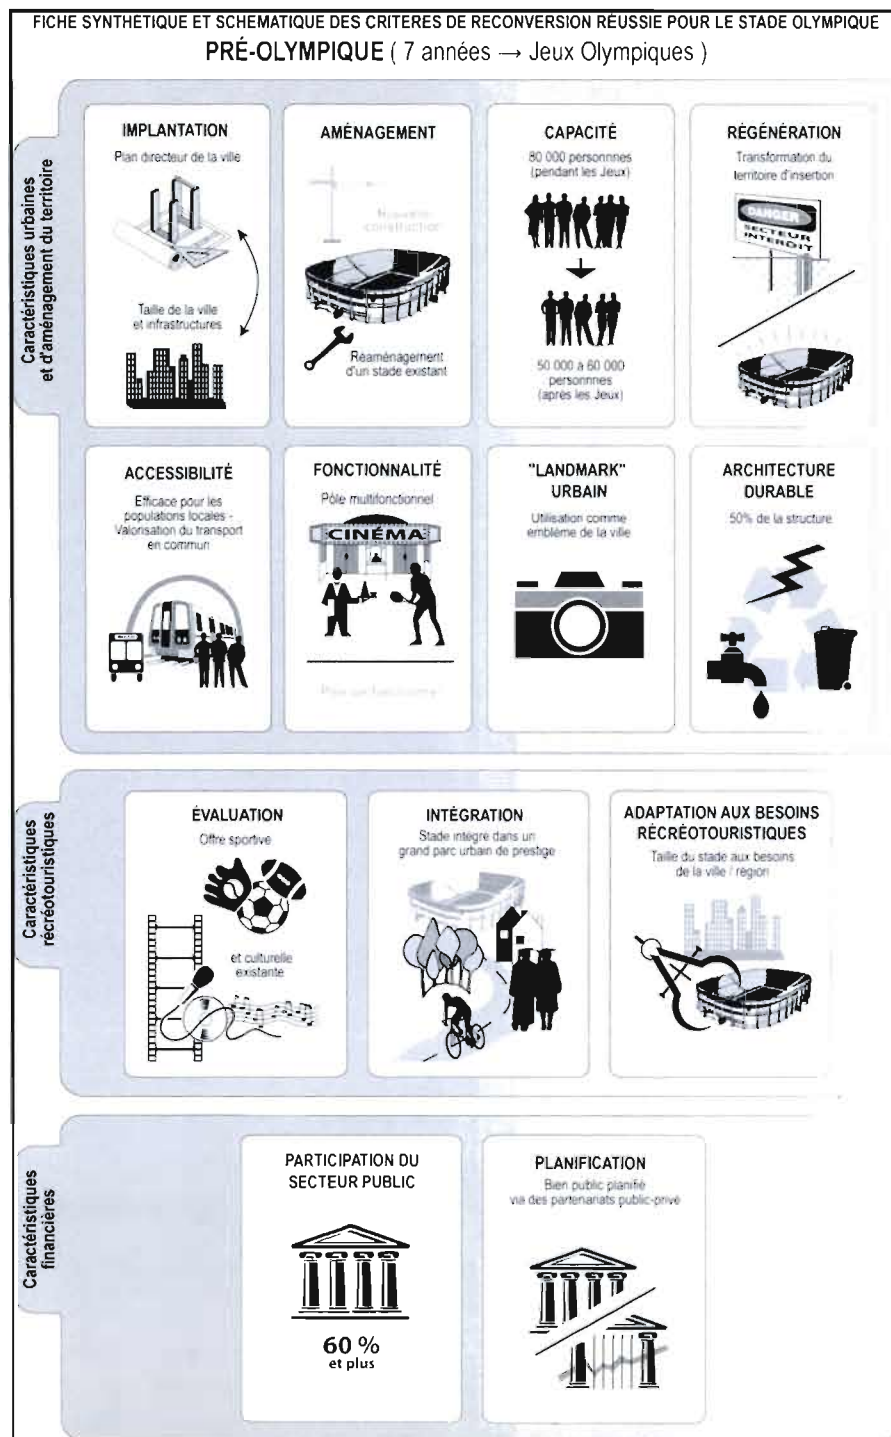 FICHE SYNTHÉTIQUE ET SCHEMATIQUE DES CRITERES DE RECONVERSION RÉUSSIE POUR LE STADE OLYMPIQUE
PRÉ-OLYMPIQUE ( 7 années → Jeux Olympiques )
Caractéristiques urbaines
et d'aménagement du territoire
IMPLANTATION
Plan directeur de la ville
Taille de la ville
et infrastructures
AMÉNAGEMENT
Nouvelle
construction
Réaménagement
d'un stade existant
CAPACITÉ
80 000 personnnes
(pendant les Jeux)
50 000 à 60 000
personnnes
(après les Jeux)
RÉGÉNÉRATION
Transformation du
territoire d'insertion
DANGER
SECTEUR
INTERDIT
ACCESSIBILITÉ
Efficace pour les
populations locales -
Valorisation du transport
en commun
FONCTIONNALITÉ
Pôle multifonctionnel
CINÉMA
"LANDMARK"
URBAIN
Utilisation comme
emblème de la ville
ARCHITECTURE
DURABLE
50% de la structure
Caractéristiques
récréotouristiques
ÉVALUATION
Offre sportive
et culturelle
existante
INTÉGRATION
Stade intégré dans un
grand parc urbain de prestige
ADAPTATION AUX BESOINS
RÉCRÉOTOURISTIQUES
Taille du stade aux besoins
de la ville / région
Caractéristiques
financières
PARTICIPATION DU
SECTEUR PUBLIC
60 %
et plus
PLANIFICATION
Bien public planifié
via des partenariats public-privé